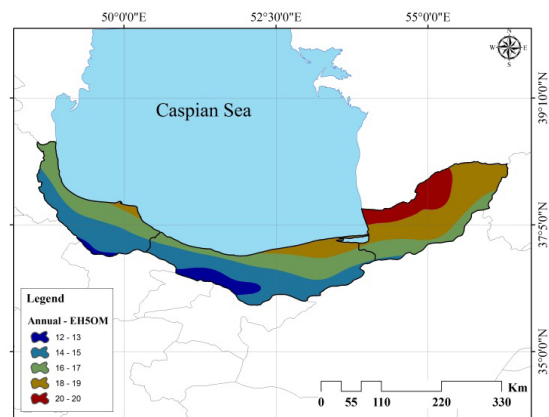 50°0'0"E 52°30'0"E 55°0'0"E
N
W E
S
39°10'0"N
Caspian Sea
37°5'0"N
35°0'0"N
Legend
Annual - EH5OM
12 - 13
14 - 15
16 - 17
18 - 19
20 - 20
Km
0 55 110 220 330